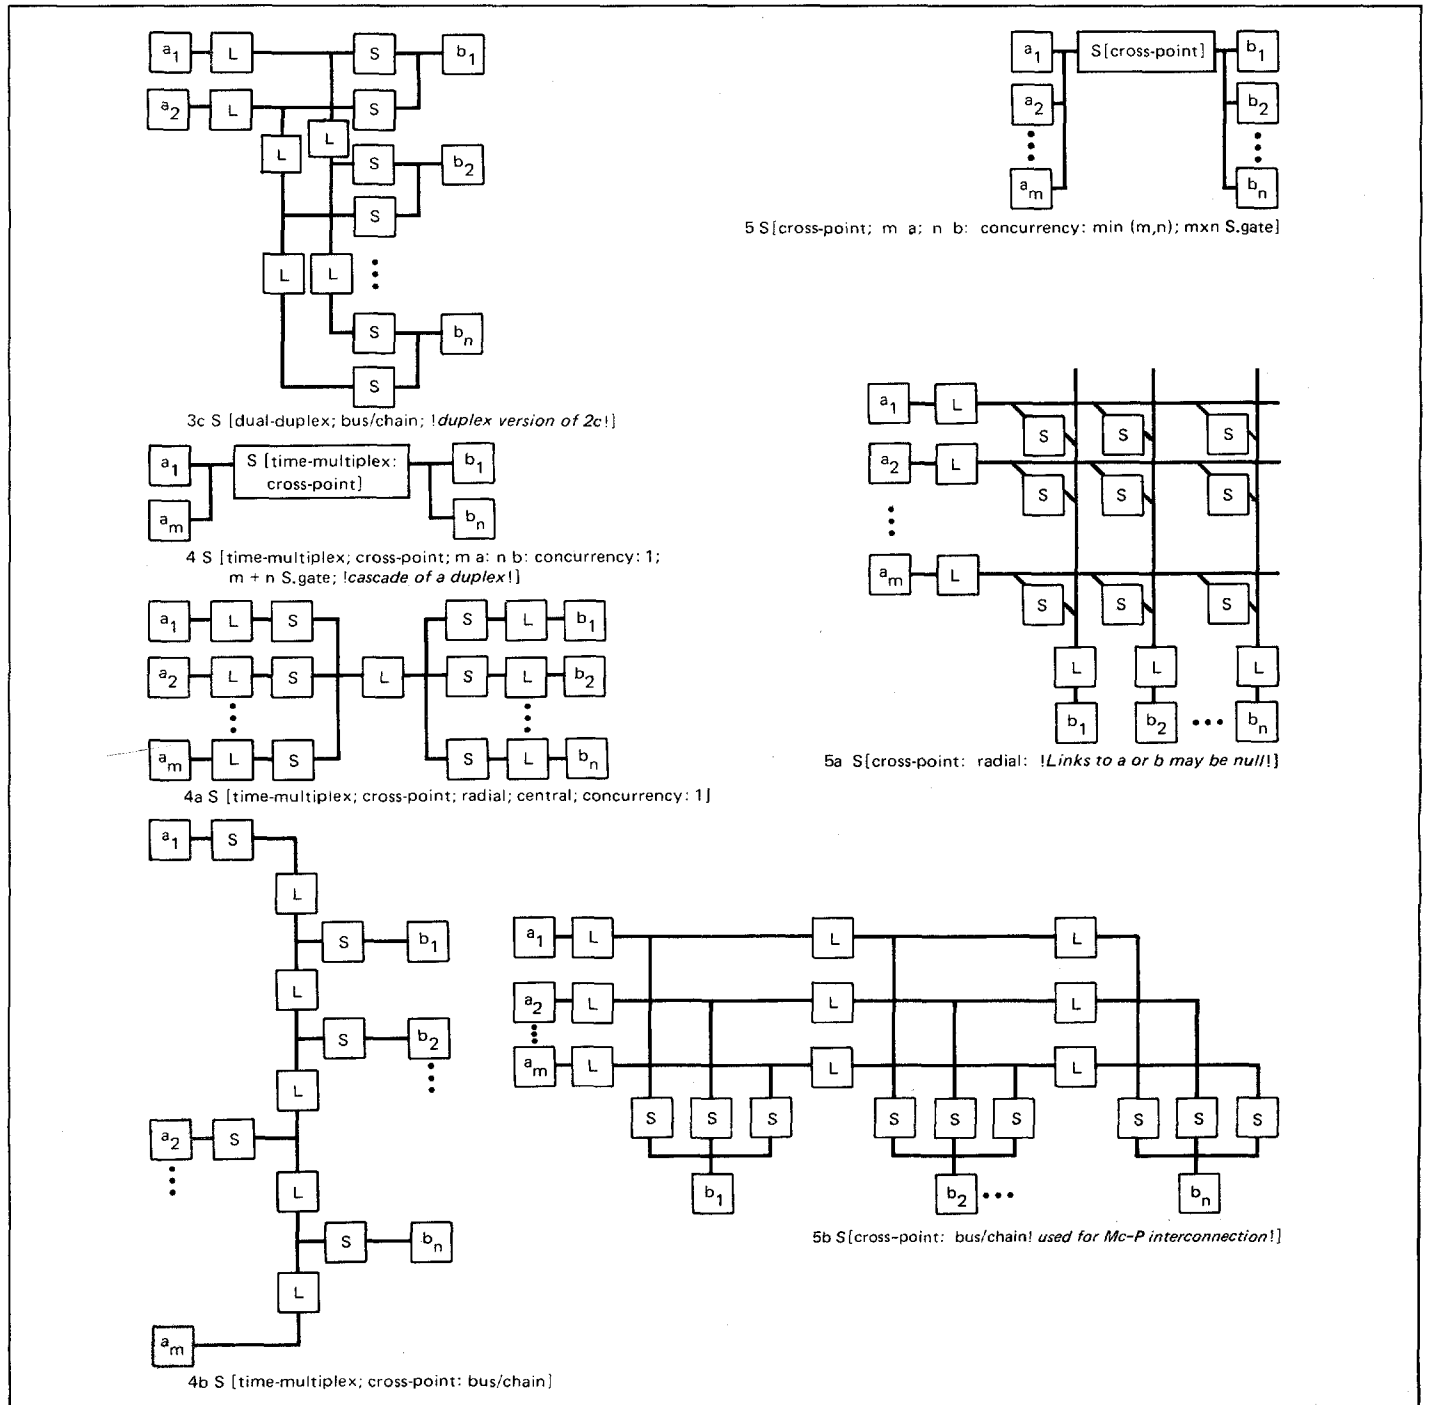 a1 L S b1
a2 L S
L
L S b2
S
L L
S bn
S
3c S [dual-duplex; bus/chain; !duplex version of 2c!]
a1 S [time-multiplex: b1
cross-point]
am bn
4 S [time-multiplex; cross-point; m a: n b: concurrency: 1;
m + n S.gate; !cascade of a duplex!]
a1 L S S L b1
a2 L S L S L b2
am L S S L bn
4a S [time-multiplex; cross-point; radial; central; concurrency: 1]
a1 S
L
S b1
L
S b2
L
a2 S
L
S bn
L
am
4b S [time-multiplex; cross-point: bus/chain]
a1 S[cross-point] b1
a2 b2
am bn
5 S[cross-point; m a; n b: concurrency: min (m,n); mxn S.gate]
a1 L
S S S
a2 L
S S S
am L
S S S
L L L
b1 b2 bn
5a S[cross-point: radial: !Links to a or b may be null!]
a1 L L L
a2 L L L
am L L L
S S S S S S S S S
b1 b2 bn
5b S[cross-point: bus/chain! used for Mc-P interconnection!]